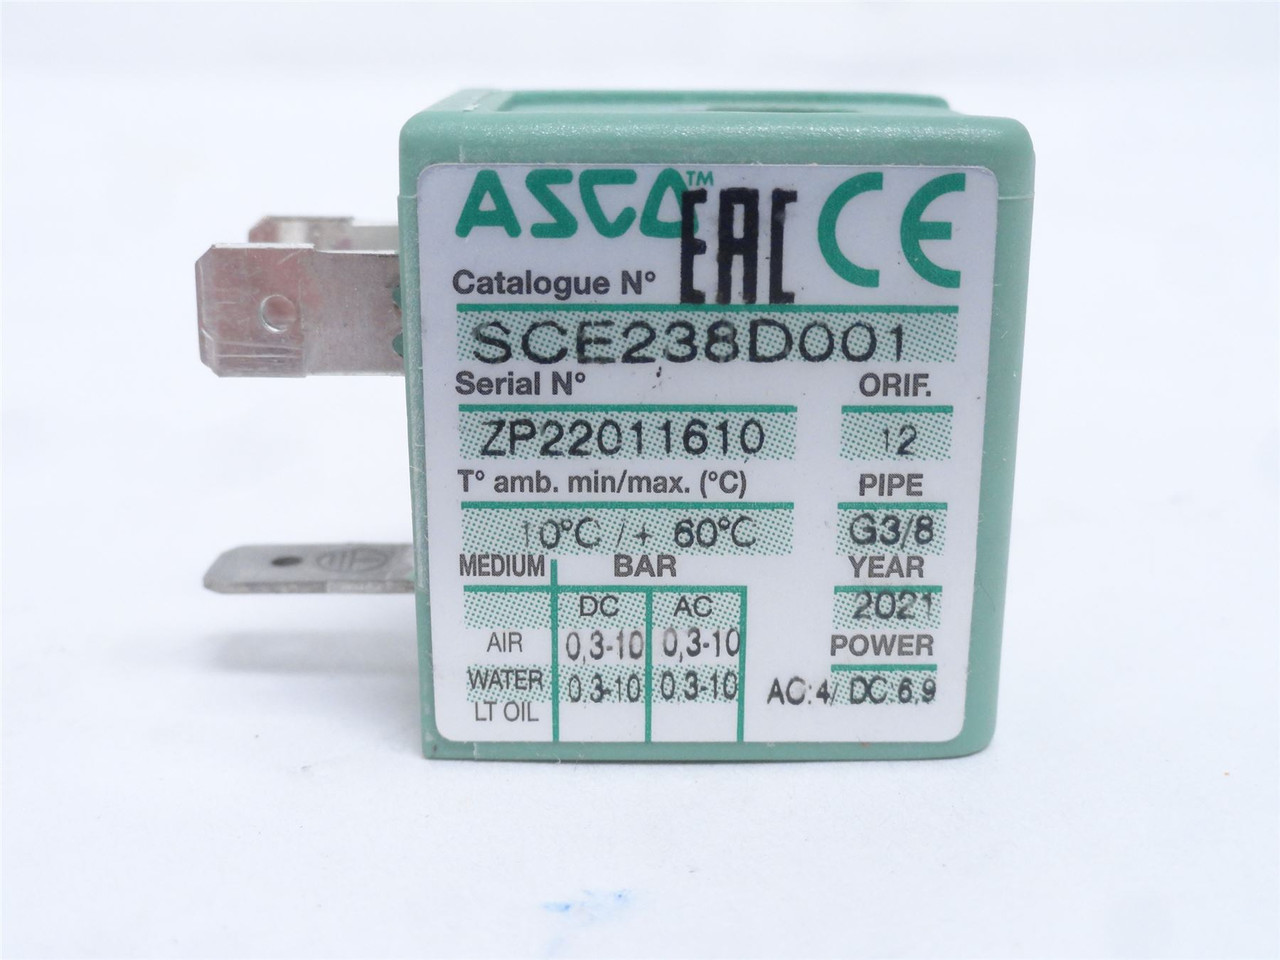 ASCO™ EAC CE
Catalogue N°
SCE238D001
Serial N° ORIF.
ZP22011610 12
T° amb. min/max. (°C) PIPE
10°C /+ 60°C G3/8
MEDIUM BAR YEAR
DC AC 2021
AIR 0,3-10 0,3-10 POWER
WATER 0,3-10 0,3-10 AC:4/ DC:6,9
LT OIL